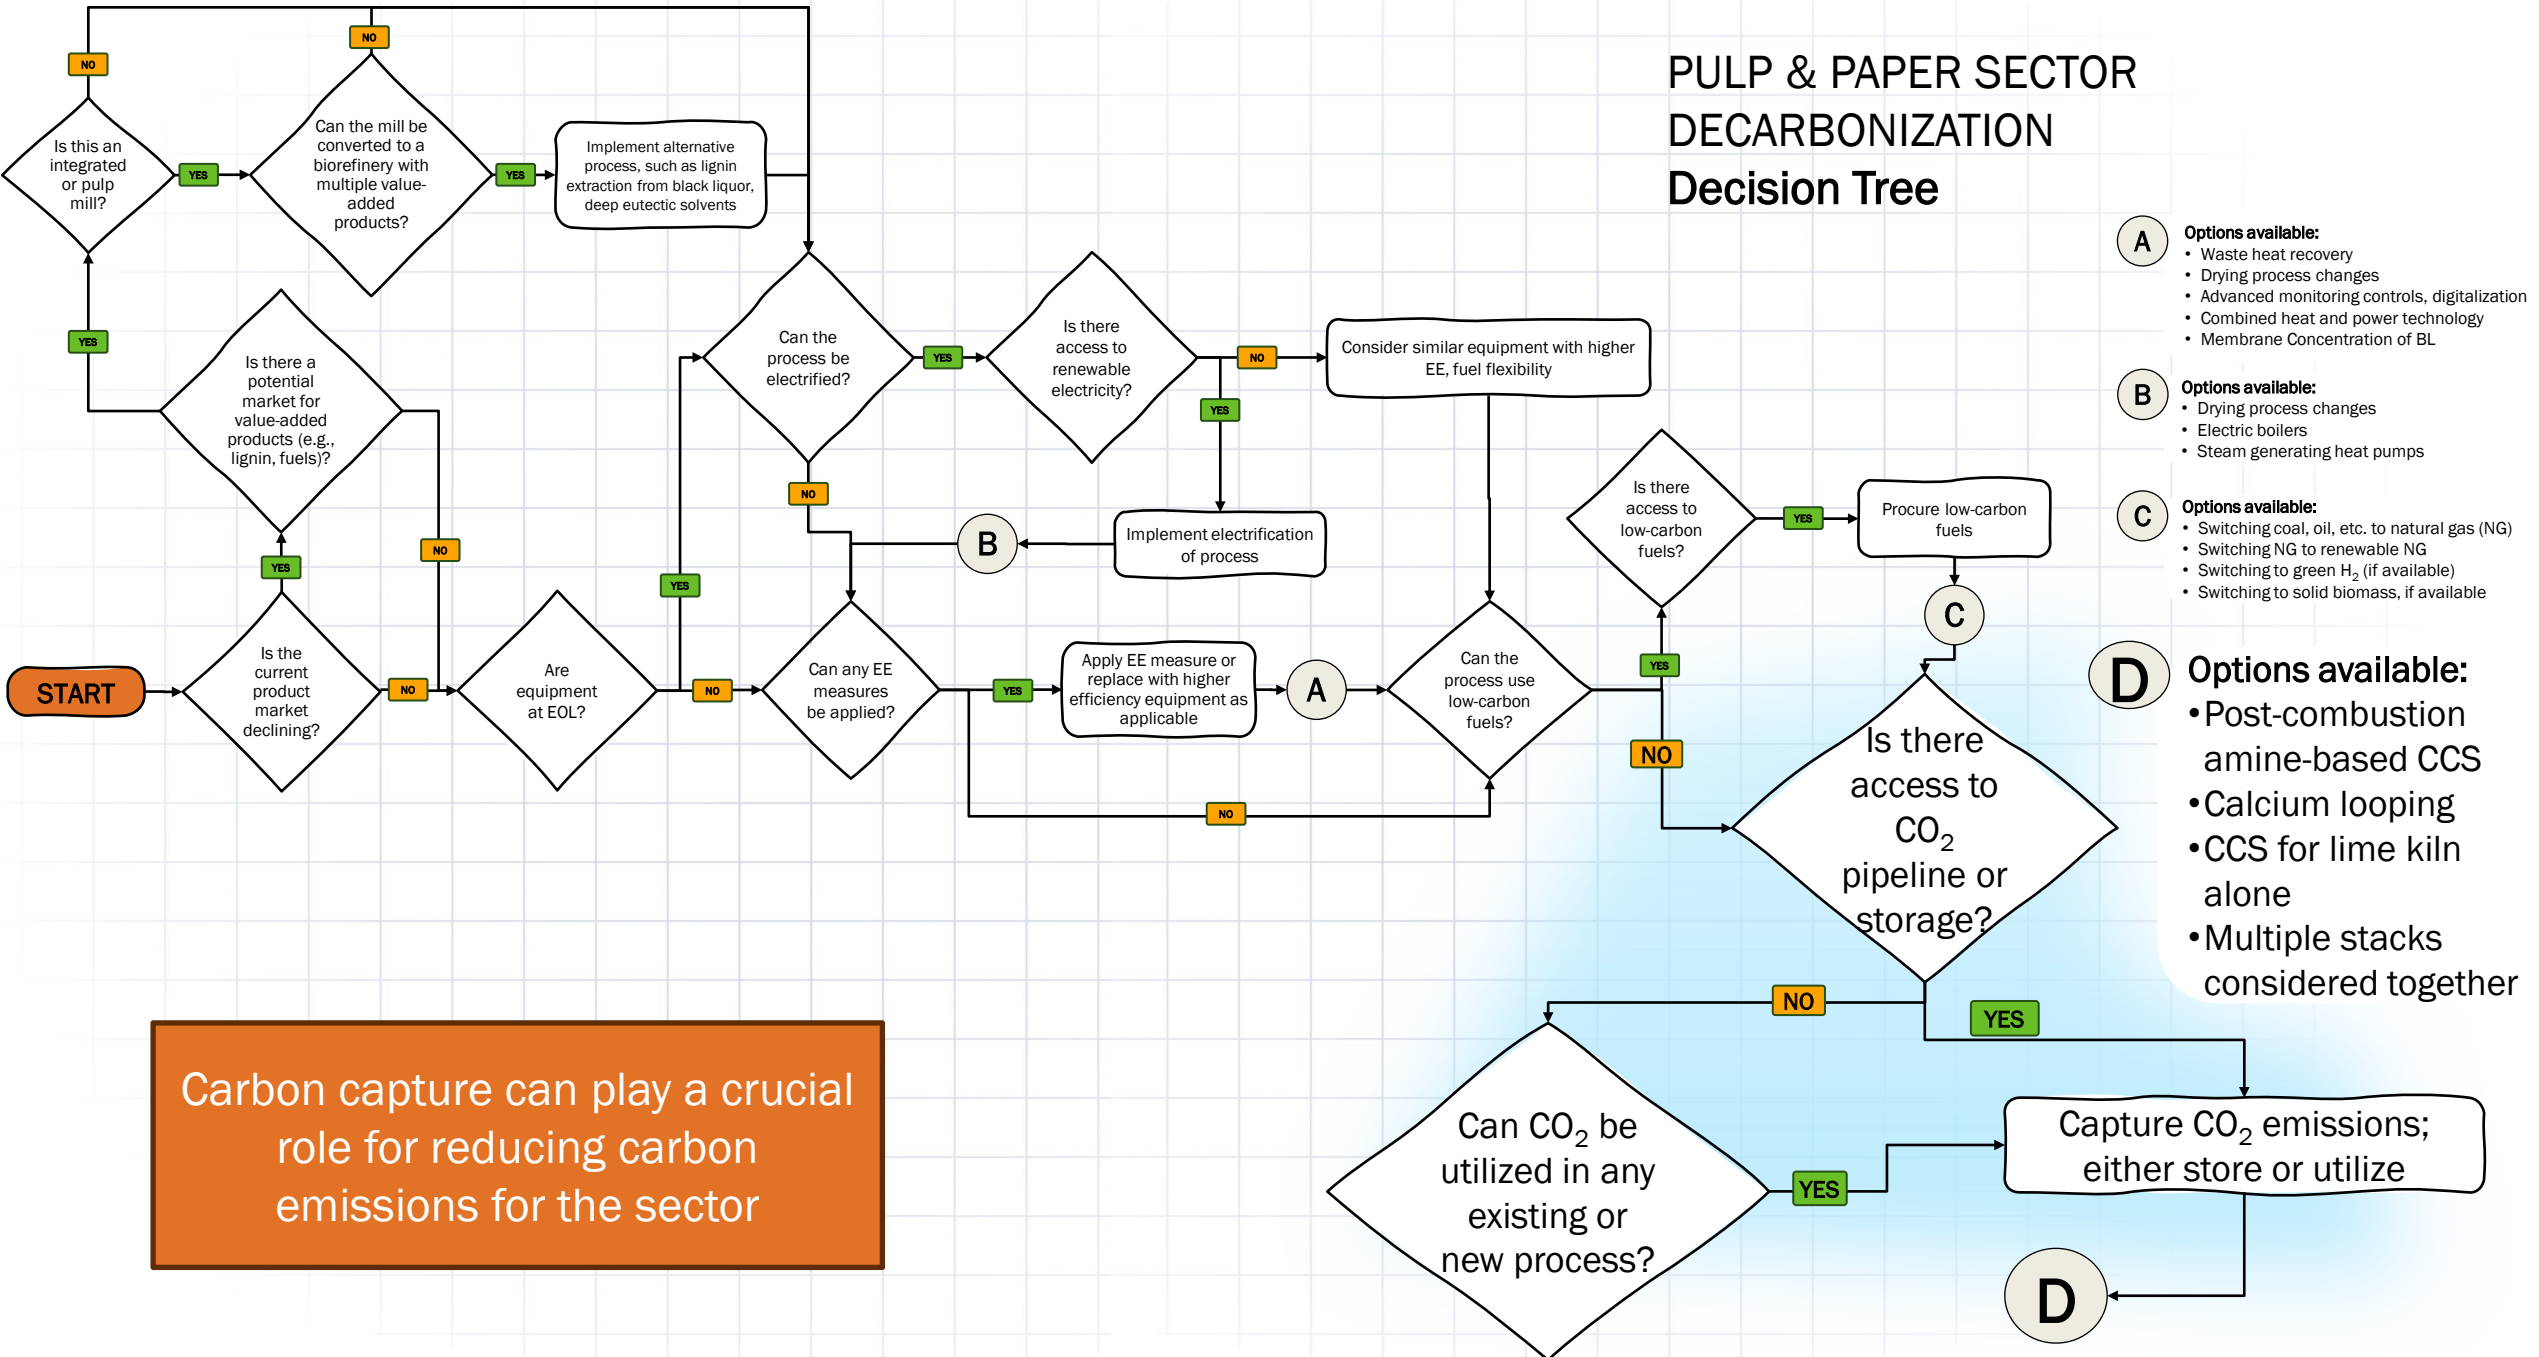 PULP & PAPER SECTOR
DECARBONIZATION
Decision Tree
NO
NO
Is this an
integrated
or pulp
mill?
YES
Can the mill be
converted to a
biorefinery with
multiple value-
added
products?
YES
Implement alternative
process, such as lignin
extraction from black liquor,
deep eutectic solvents
YES
Is there a
potential
market for
value-added
products (e.g.,
lignin, fuels)?
NO
YES
START
Is the
current
product
market
declining?
NO
Are
equipment
at EOL?
YES
NO
Can the
process be
electrified?
YES
NO
Is there
access to
renewable
electricity?
NO
YES
Consider similar equipment with higher
EE, fuel flexibility
Implement electrification
of process
B
Can any EE
measures
be applied?
YES
NO
Apply EE measure or
replace with higher
efficiency equipment as
applicable
A
Can the
process use
low-carbon
fuels?
YES
NO
Is there
access to
low-carbon
fuels?
YES
Procure low-carbon
fuels
C
Is there
access to
CO2
pipeline or
storage?
NO
YES
Can CO2 be
utilized in any
existing or
new process?
YES
Capture CO2 emissions;
either store or utilize
D
A
Options available:
• Waste heat recovery
• Drying process changes
• Advanced monitoring controls, digitalization
• Combined heat and power technology
• Membrane Concentration of BL
B
Options available:
• Drying process changes
• Electric boilers
• Steam generating heat pumps
C
Options available:
• Switching coal, oil, etc. to natural gas (NG)
• Switching NG to renewable NG
• Switching to green H2 (if available)
• Switching to solid biomass, if available
D
Options available:
•Post-combustion
amine-based CCS
•Calcium looping
•CCS for lime kiln
alone
•Multiple stacks
considered together
Carbon capture can play a crucial
role for reducing carbon
emissions for the sector